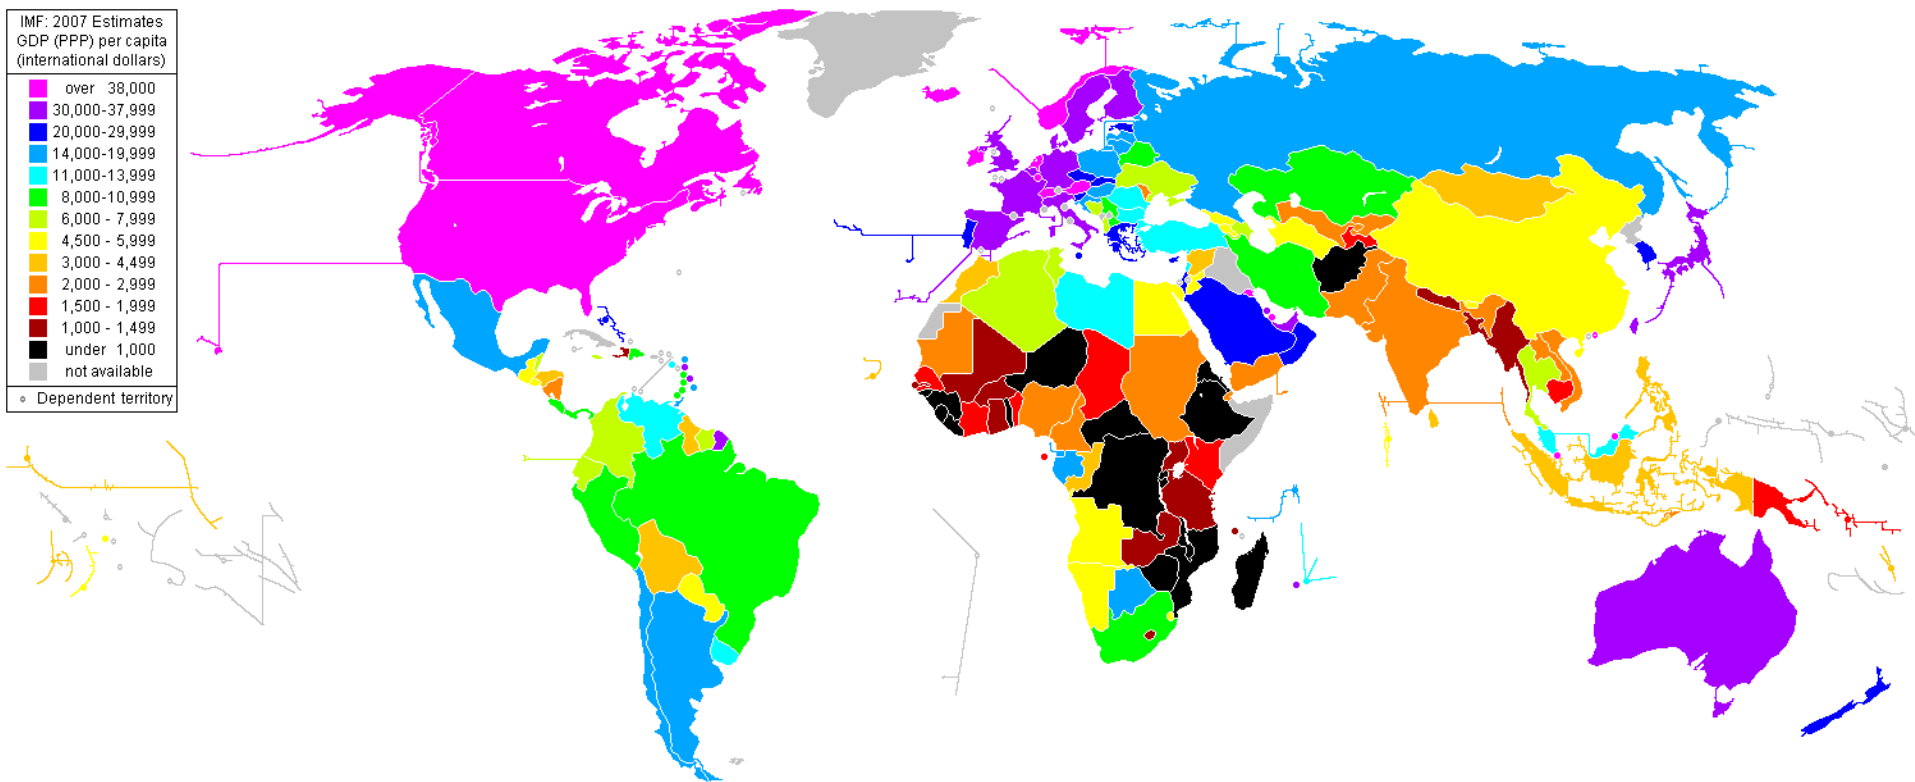 IMF: 2007 Estimates
GDP (PPP) per capita
(international dollars)
over 38,000
30,000-37,999
20,000-29,999
14,000-19,999
11,000-13,999
8,000-10,999
6,000 - 7,999
4,500 - 5,999
3,000 - 4,499
2,000 - 2,999
1,500 - 1,999
1,000 - 1,499
under 1,000
not available
Dependent territory